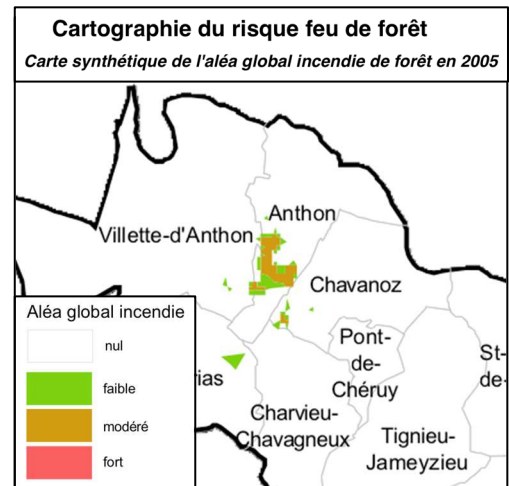 Cartographie du risque feu de forêt
Carte synthétique de l'aléa global incendie de forêt en 2005
Anthon
Villette-d'Anthon
Chavanoz
Aléa global incendie
nul
faible
modéré
fort
rias
Pont-
de-
Chéruy
St-
de-
Charvieu-
Chavagneux
Tignieu-
Jameyzieu